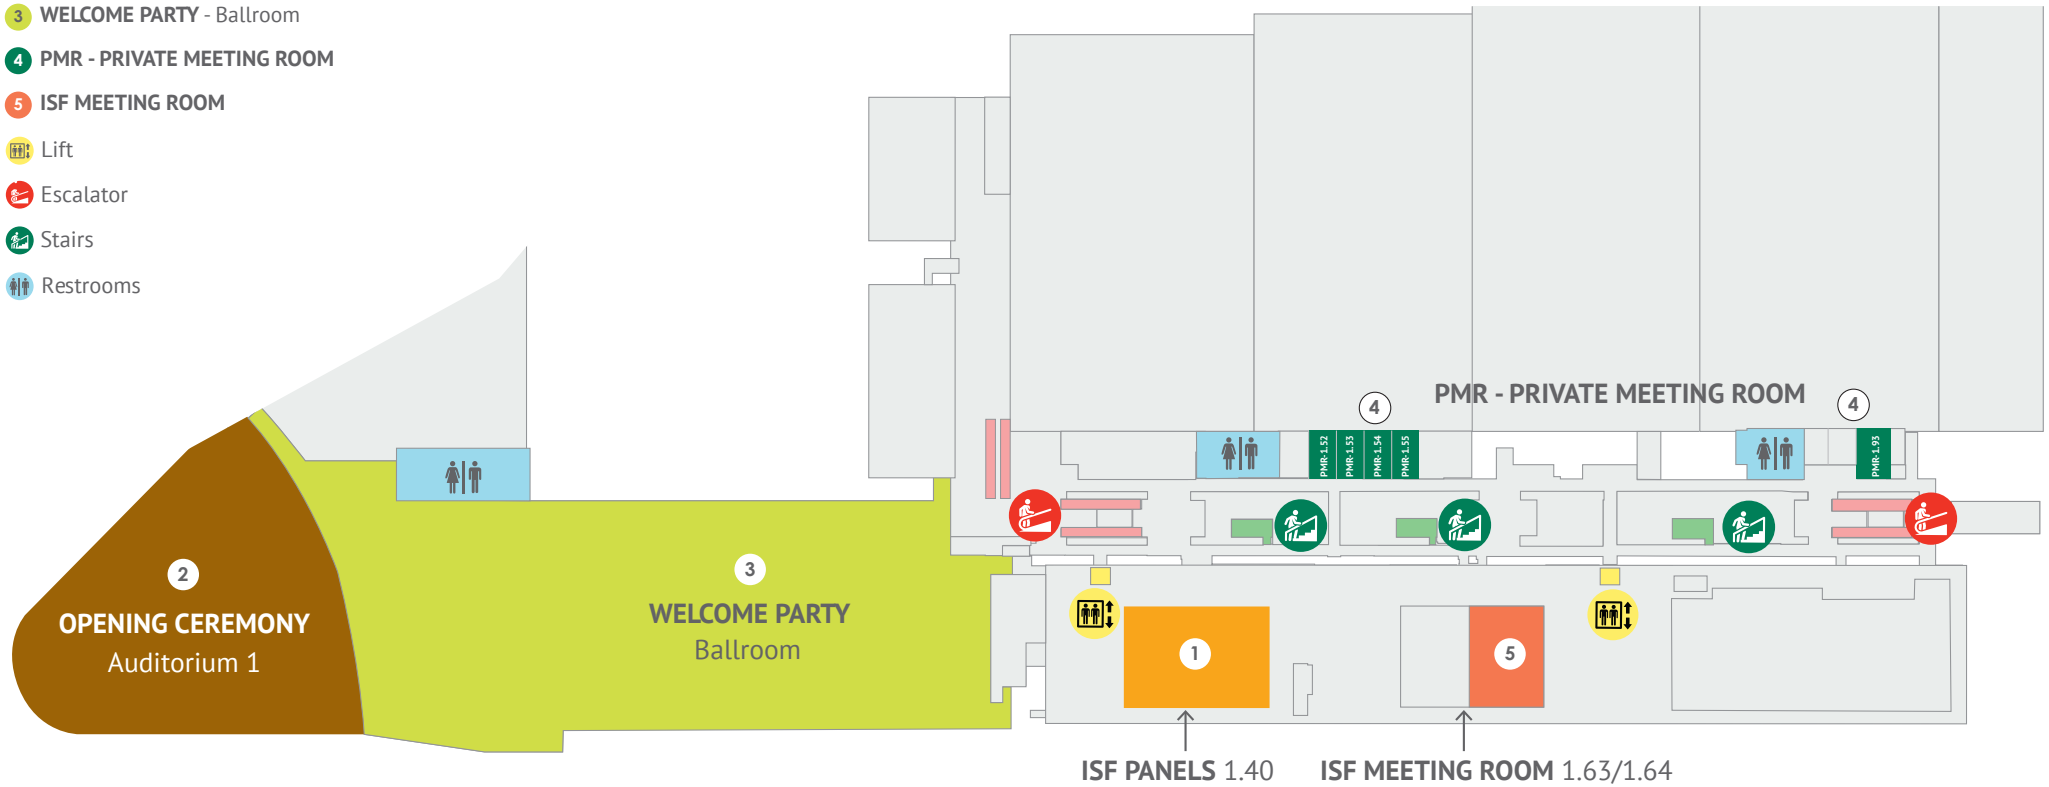 3 WELCOME PARTY - Ballroom
4 PMR - PRIVATE MEETING ROOM
5 ISF MEETING ROOM
Lift
Escalator
Stairs
Restrooms
PMR - PRIVATE MEETING ROOM
4
4
PMR-1.52
PMR-1.53
PMR-1.54
PMR-1.55
PMR-1.93
2
OPENING CEREMONY
Auditorium 1
3
WELCOME PARTY
Ballroom
1
5
ISF PANELS 1.40
ISF MEETING ROOM 1.63/1.64